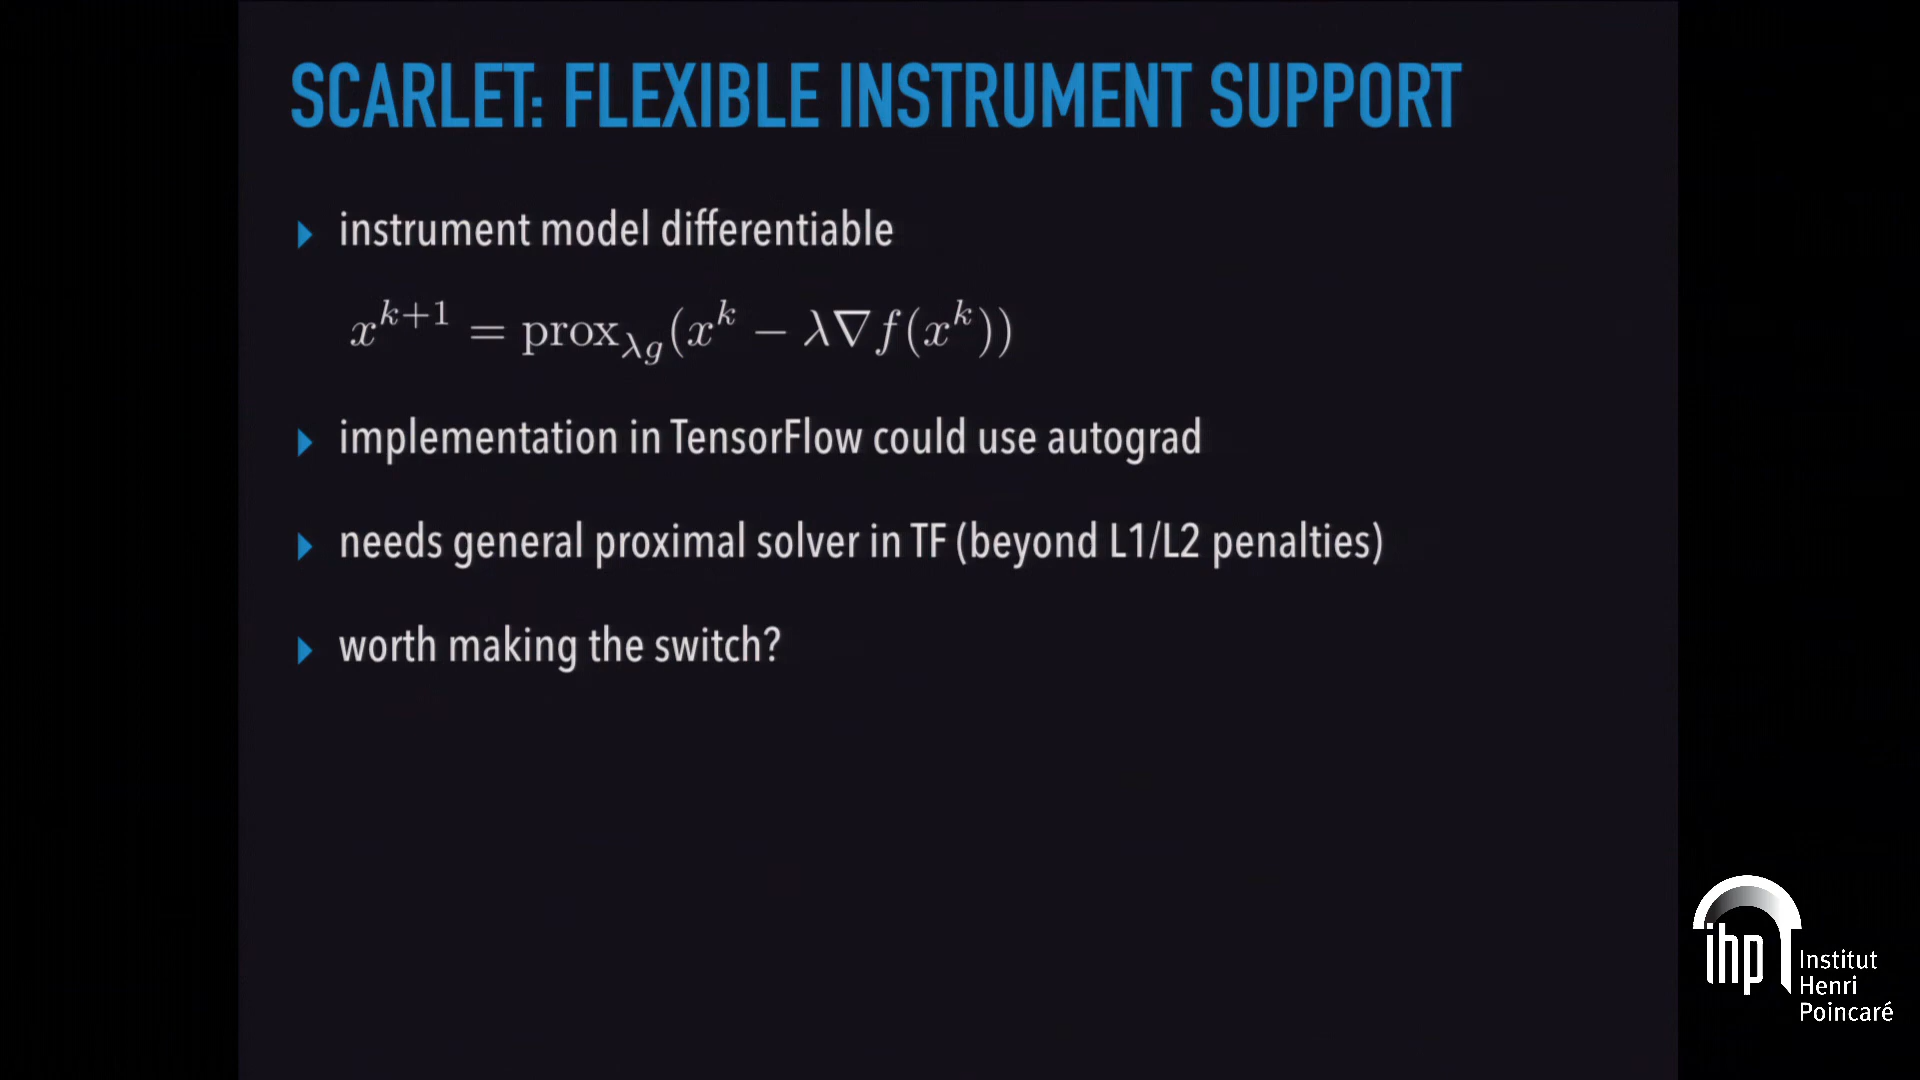 SCARLET: FLEXIBLE INSTRUMENT SUPPORT
instrument model differentiable
x^{k+1} = prox_{λg}(x^k − λ∇f(x^k))
implementation in TensorFlow could use autograd
needs general proximal solver in TF (beyond L1/L2 penalties)
worth making the switch?
ihp
Institut
Henri
Poincaré